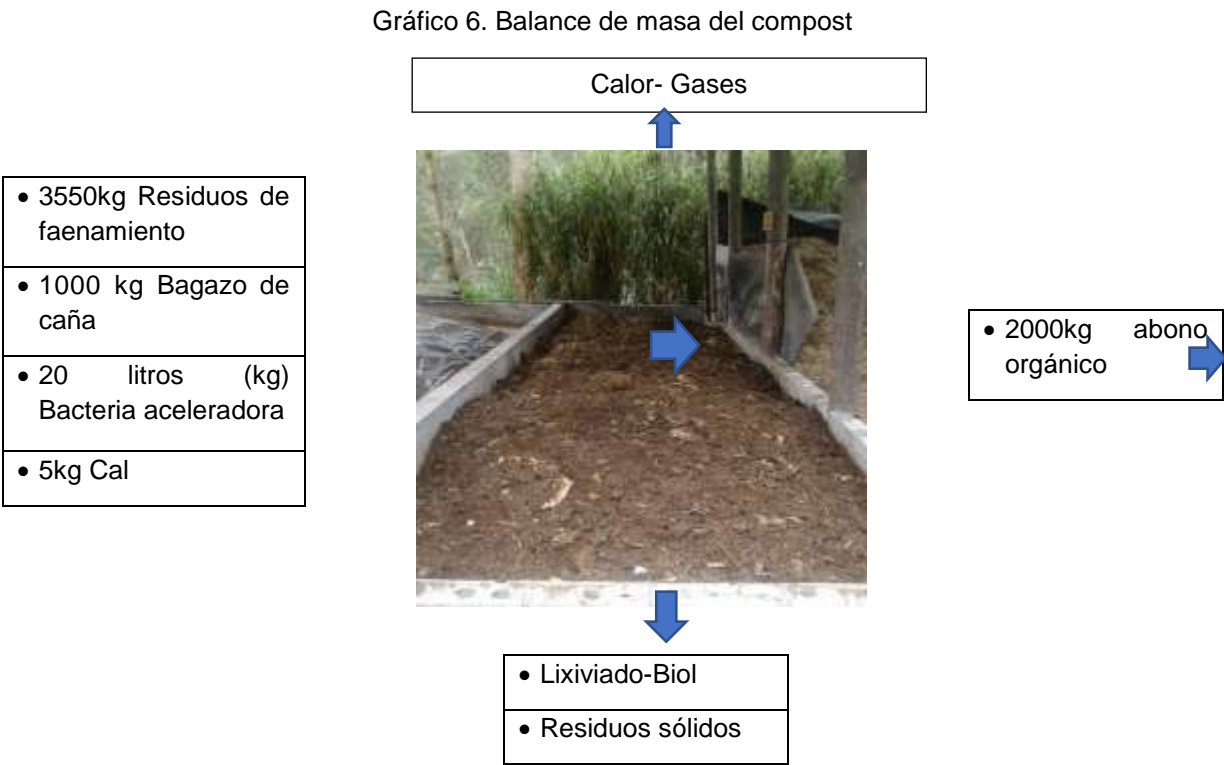 Gráfico 6. Balance de masa del compost
Calor- Gases
• 3550kg Residuos de
faenamiento
• 1000 kg Bagazo de
caña
• 20 litros (kg)
Bacteria aceleradora
• 5kg Cal
• 2000kg abono
orgánico
• Lixiviado-Biol
• Residuos sólidos